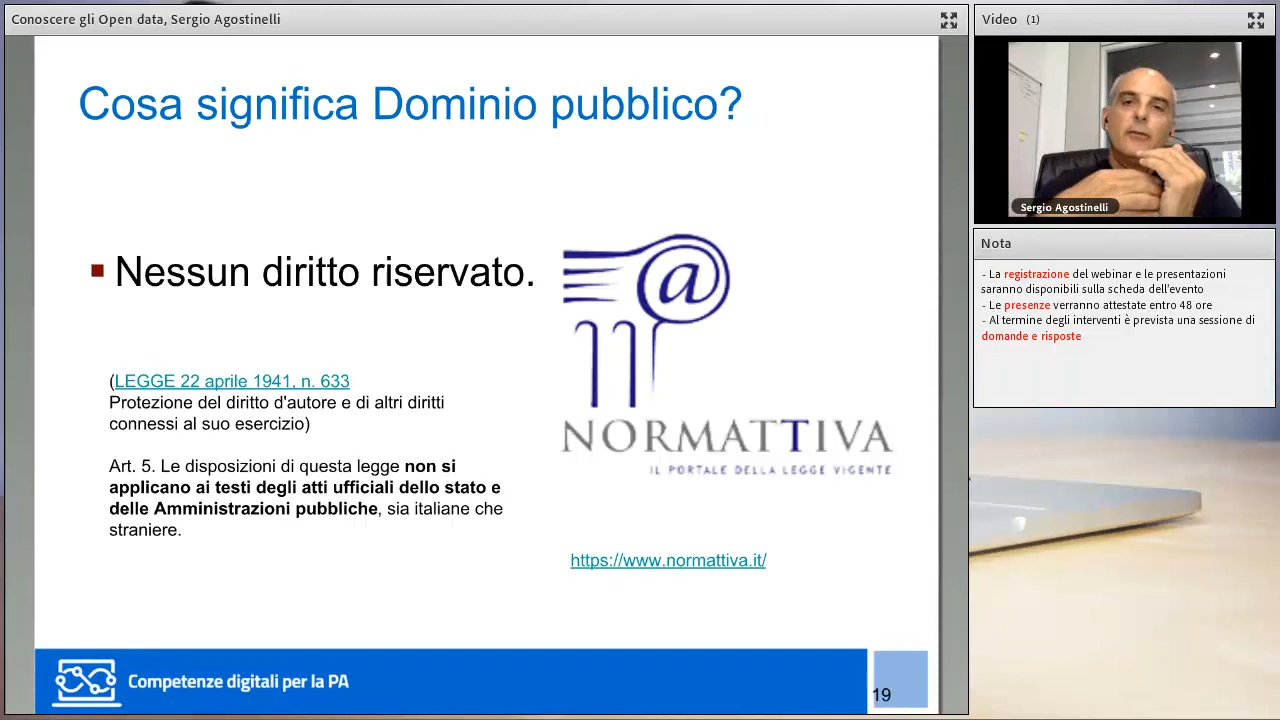 Conoscere gli Open data, Sergio Agostinelli
Cosa significa Dominio pubblico?
Nessun diritto riservato.
(LEGGE 22 aprile 1941, n. 633
Protezione del diritto d'autore e di altri diritti
connessi al suo esercizio)
Art. 5. Le disposizioni di questa legge non si
applicano ai testi degli atti ufficiali dello stato e
delle Amministrazioni pubbliche, sia italiane che
straniere.
@
NORMATTIVA
IL PORTALE DELLA LEGGE VIGENTE
https://www.normattiva.it/
Competenze digitali per la PA
19
Video (1)
Sergio Agostinelli
Nota
- La registrazione del webinar e le presentazioni
saranno disponibili sulla scheda dell'evento
- Le presenze verranno attestate entro 48 ore
- Al termine degli interventi è prevista una sessione di
domande e risposte